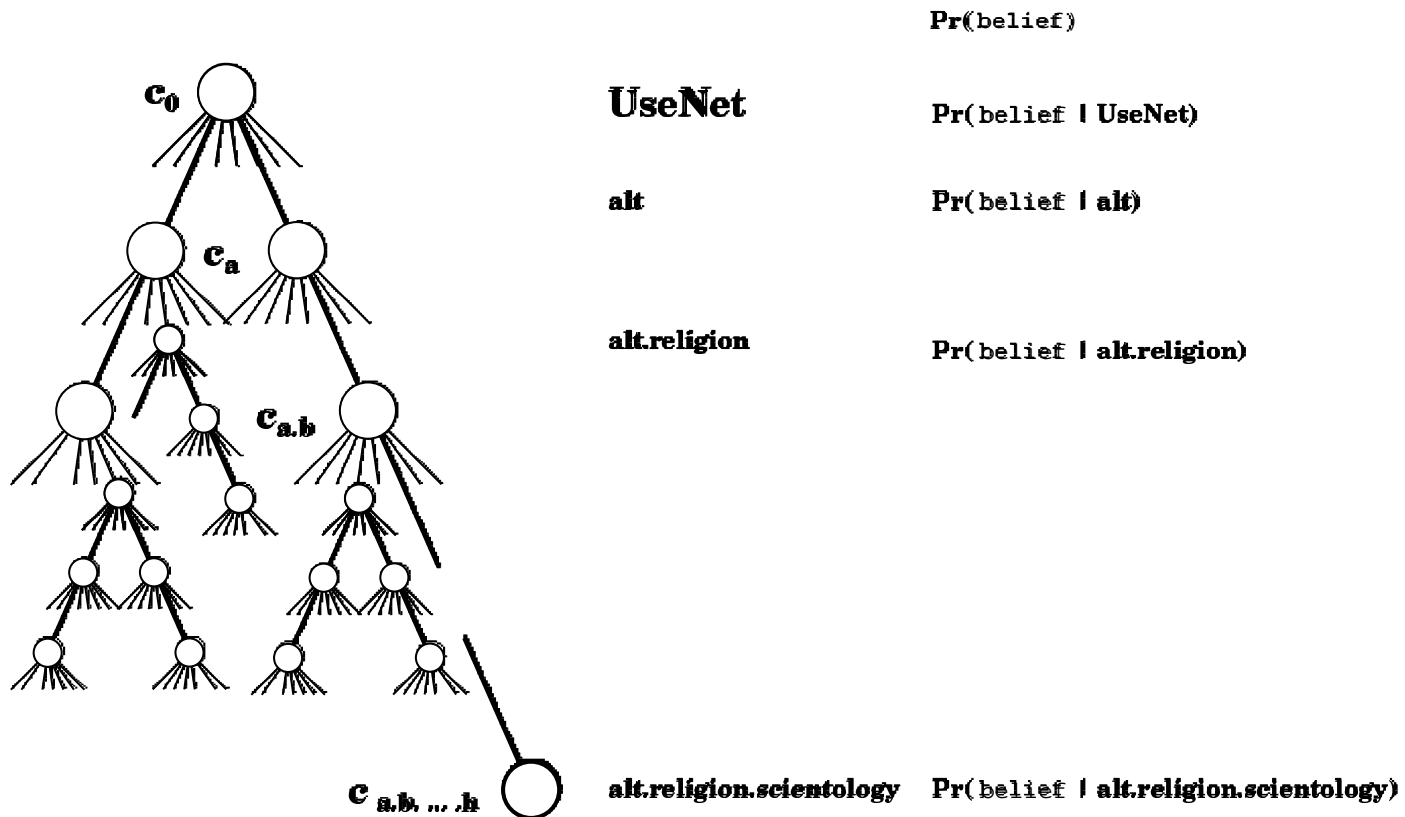 Pr(belief)
c0 UseNet Pr(belief | UseNet)
alt Pr(belief | alt)
ca
alt.religion Pr(belief | alt.religion)
ca.b
c a.b. ... .h alt.religion.scientology Pr(belief | alt.religion.scientology)